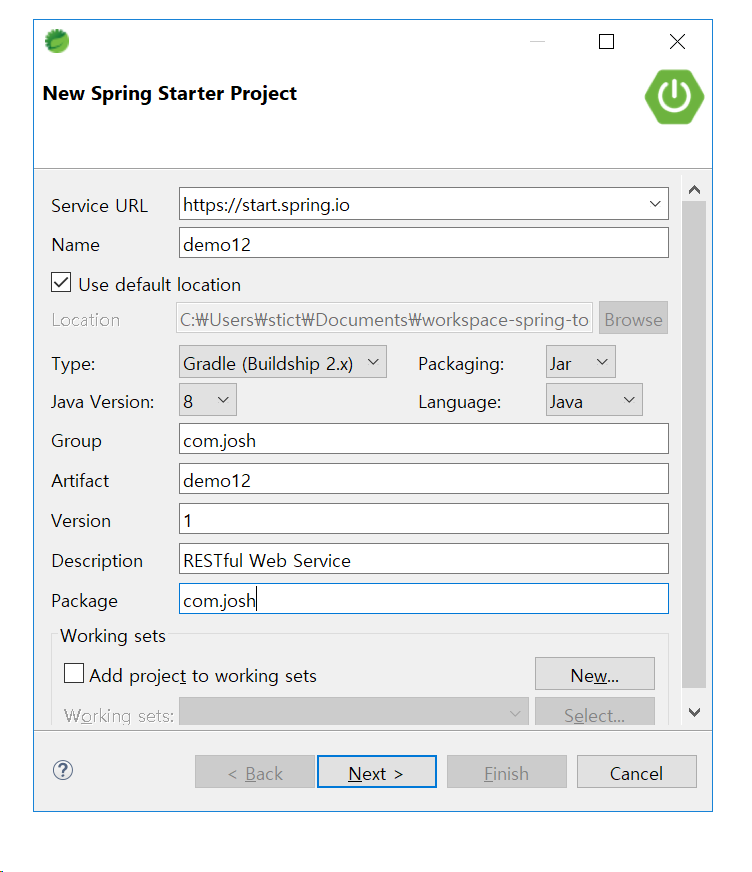 New Spring Starter Project
Service URL https://start.spring.io
Name demo12
Use default location
Location C:₩Users₩stict₩Documents₩workspace-spring-to Browse
Type: Gradle (Buildship 2.x) Packaging: Jar
Java Version: 8 Language: Java
Group com.josh
Artifact demo12
Version 1
Description RESTful Web Service
Package com.josh
Working sets
Add project to working sets New...
Working sets: Select...
? < Back Next > Finish Cancel